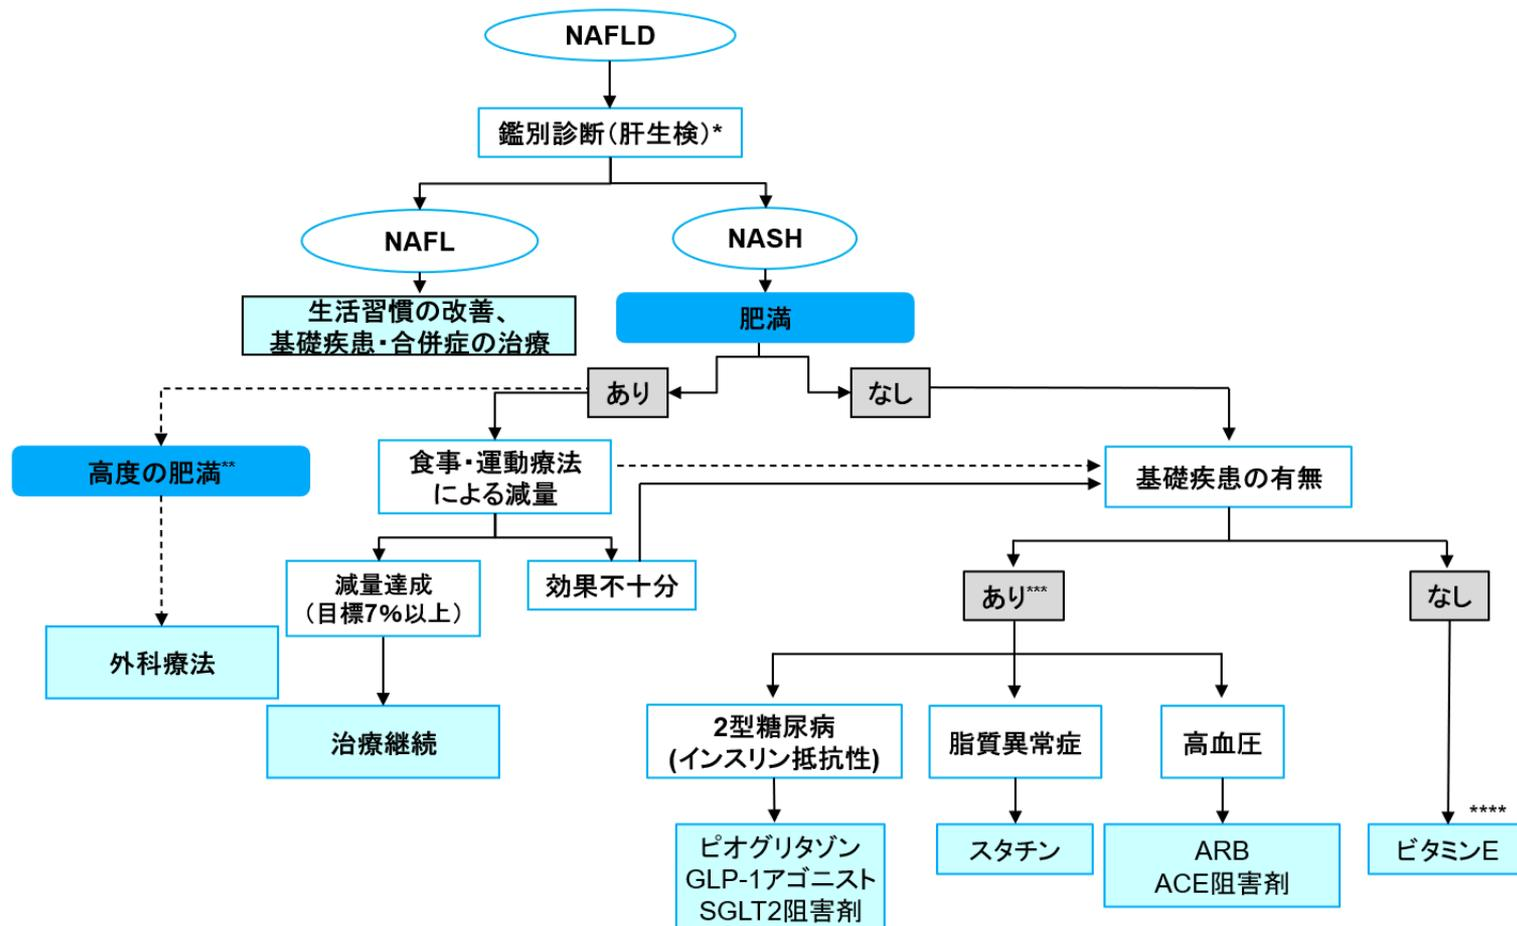 NAFLD
鑑別診断（肝生検）*
NAFL
NASH
生活習慣の改善、
基礎疾患・合併症の治療
肥満
あり
なし
高度の肥満**
食事・運動療法
による減量
基礎疾患の有無
減量達成
（目標7%以上）
効果不十分
あり***
なし
外科療法
治療継続
2型糖尿病
(インスリン抵抗性)
脂質異常症
高血圧
****
ピオグリタゾン
GLP-1アゴニスト
SGLT2阻害剤
スタチン
ARB
ACE阻害剤
ビタミンE